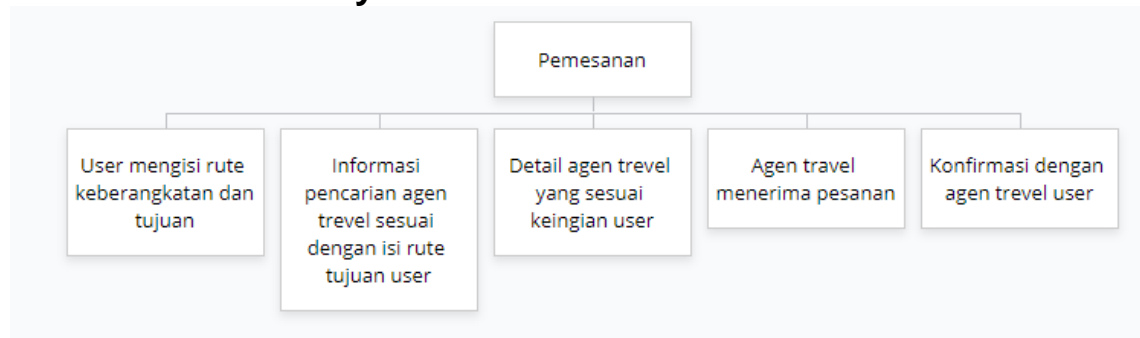 Pemesanan
User mengisi rute
keberangkatan dan
tujuan
Informasi
pencarian agen
trevel sesuai
dengan isi rute
tujuan user
Detail agen trevel
yang sesuai
keingian user
Agen travel
menerima pesanan
Konfirmasi dengan
agen trevel user